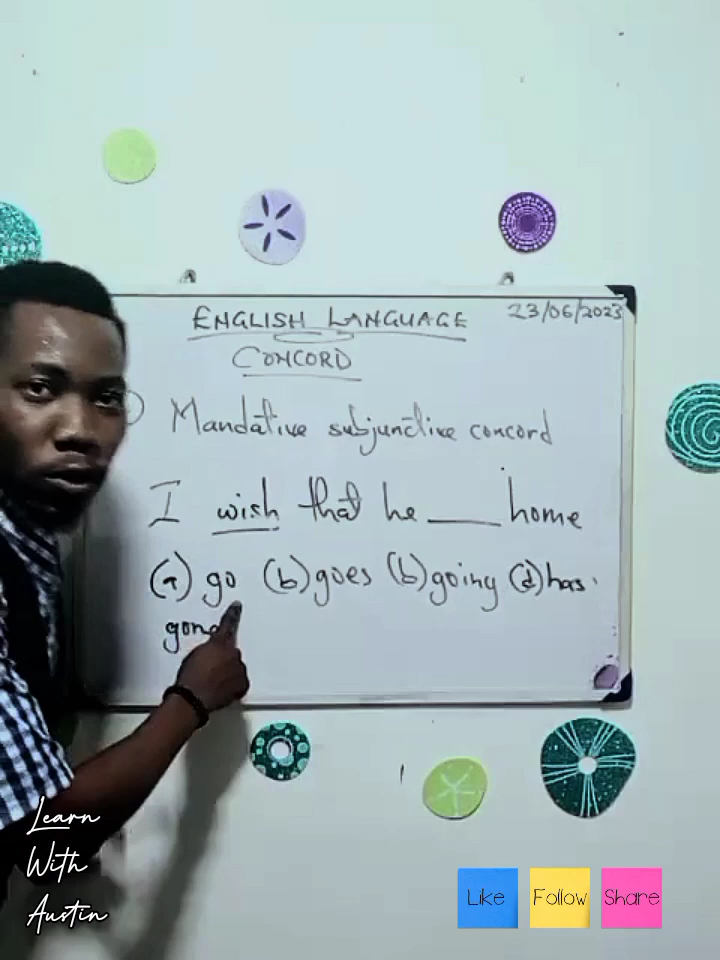 ENGLISH LANGUAGE
23/06/2023
CONCORD
Mandative subjunctive concord
I wish that he ___ home
(a) go (b) goes (b) going (d) has
gone
Learn
With
Austin
Like Follow Share